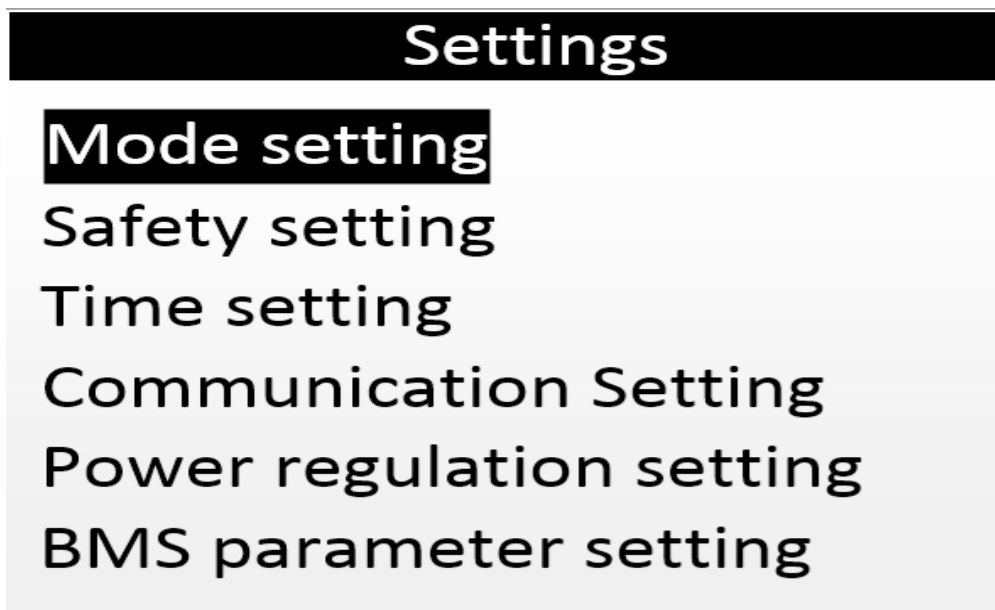 Settings
Mode setting
Safety setting
Time setting
Communication Setting
Power regulation setting
BMS parameter setting